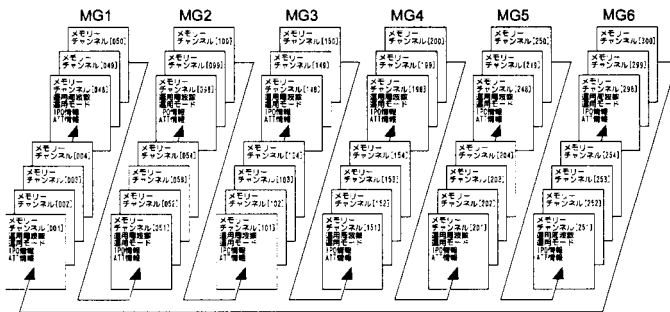 MG1 MG2 MG3 MG4 MG5 MG6
メモリー
チャンネル[050]
メモリー
チャンネル[049]
メモリー
チャンネル[048]
運用周波数
運用モード
IPO情報
ATT情報
メモリー
チャンネル[004]
メモリー
チャンネル[003]
メモリー
チャンネル[002]
メモリー
チャンネル[001]
運用周波数
運用モード
IPO情報
ATT情報
メモリー
チャンネル[100]
メモリー
チャンネル[099]
メモリー
チャンネル[098]
運用周波数
運用モード
IPO情報
ATT情報
メモリー
チャンネル[054]
メモリー
チャンネル[053]
メモリー
チャンネル[052]
メモリー
チャンネル[051]
運用周波数
運用モード
IPO情報
ATT情報
メモリー
チャンネル[150]
メモリー
チャンネル[149]
メモリー
チャンネル[148]
運用周波数
運用モード
IPO情報
ATT情報
メモリー
チャンネル[104]
メモリー
チャンネル[103]
メモリー
チャンネル[102]
メモリー
チャンネル[101]
運用周波数
運用モード
IPO情報
ATT情報
メモリー
チャンネル[200]
メモリー
チャンネル[199]
メモリー
チャンネル[198]
運用周波数
運用モード
IPO情報
ATT情報
メモリー
チャンネル[154]
メモリー
チャンネル[153]
メモリー
チャンネル[152]
メモリー
チャンネル[151]
運用周波数
運用モード
IPO情報
ATT情報
メモリー
チャンネル[250]
メモリー
チャンネル[249]
メモリー
チャンネル[248]
運用周波数
運用モード
IPO情報
ATT情報
メモリー
チャンネル[204]
メモリー
チャンネル[203]
メモリー
チャンネル[202]
メモリー
チャンネル[201]
運用周波数
運用モード
IPO情報
ATT情報
メモリー
チャンネル[300]
メモリー
チャンネル[299]
メモリー
チャンネル[298]
運用周波数
運用モード
IPO情報
ATT情報
メモリー
チャンネル[254]
メモリー
チャンネル[253]
メモリー
チャンネル[252]
メモリー
チャンネル[251]
運用周波数
運用モード
IPO情報
ATT情報